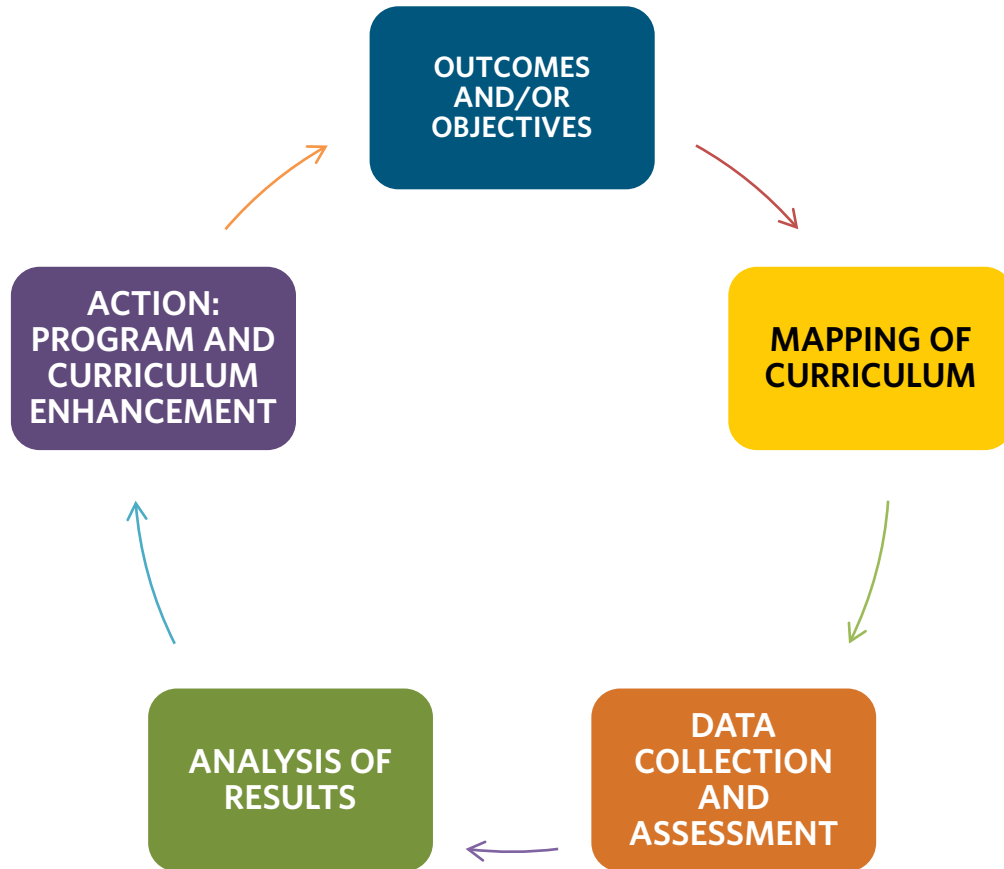 OUTCOMES
AND/OR
OBJECTIVES
MAPPING OF
CURRICULUM
DATA
COLLECTION
AND
ASSESSMENT
ANALYSIS OF
RESULTS
ACTION:
PROGRAM AND
CURRICULUM
ENHANCEMENT